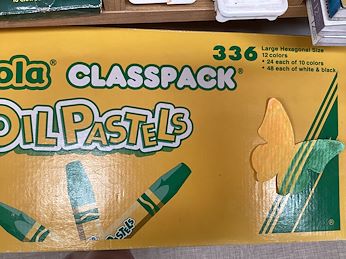 ola® CLASSPACK®
336
Large Hexagonal Size
12 colors
• 24 each of 10 colors
• 48 each of white & black
OIL PASTELS